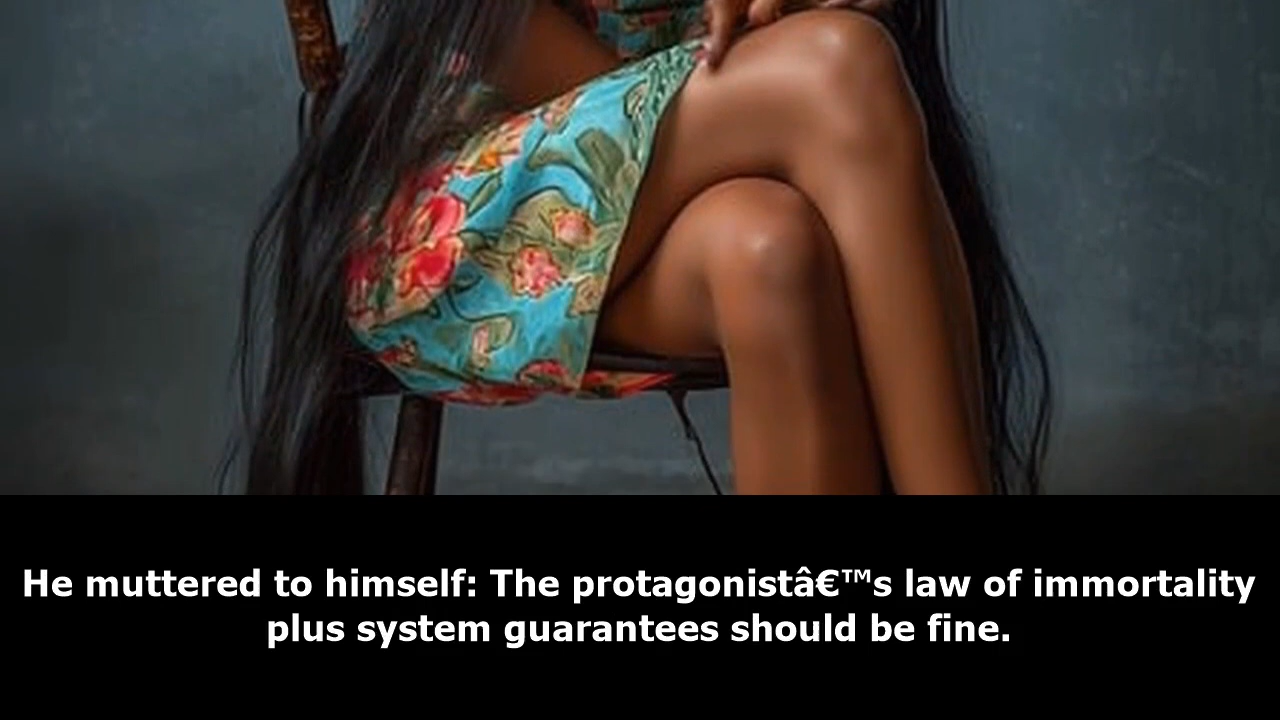 He muttered to himself: The protagonistâ€™s law of immortality
plus system guarantees should be fine.